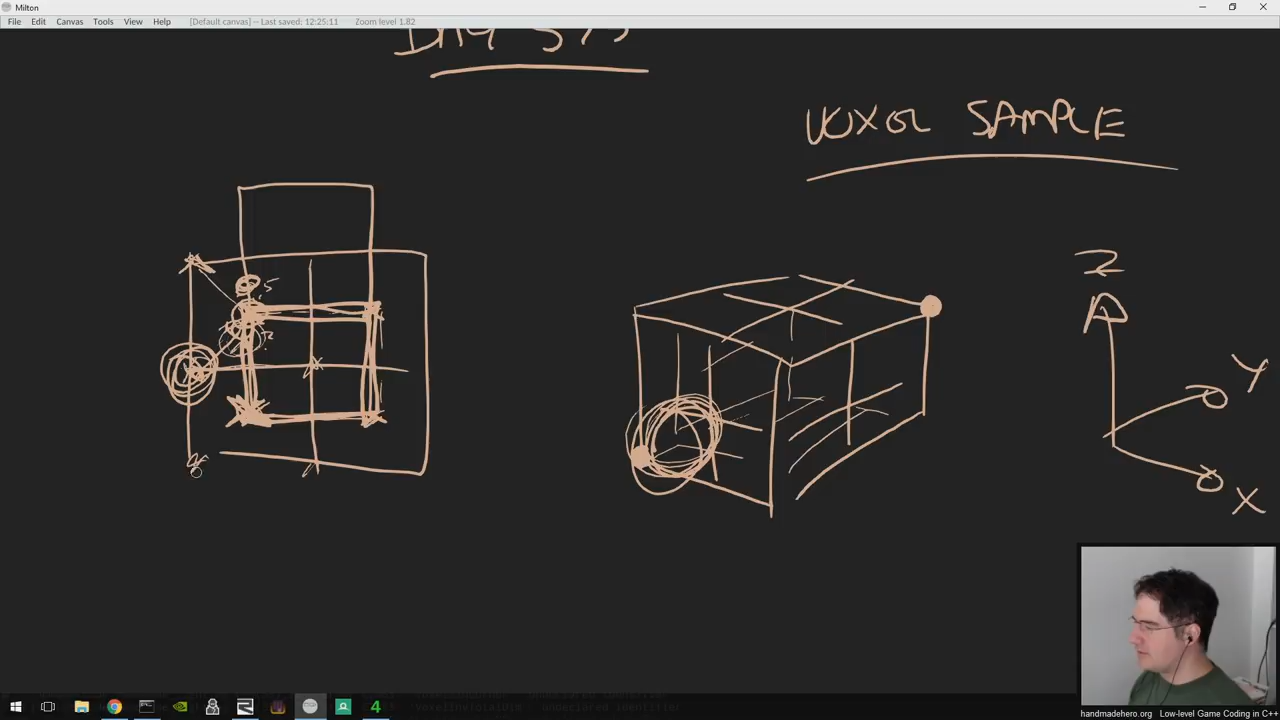 Milton
File Edit Canvas Tools View Help [Default canvas] -- Last saved: 12:25:11 Zoom level 1.82
VOXEL SAMPLE
Z
.5
Y
X
handmadehero.org Low-level Game Coding in C++